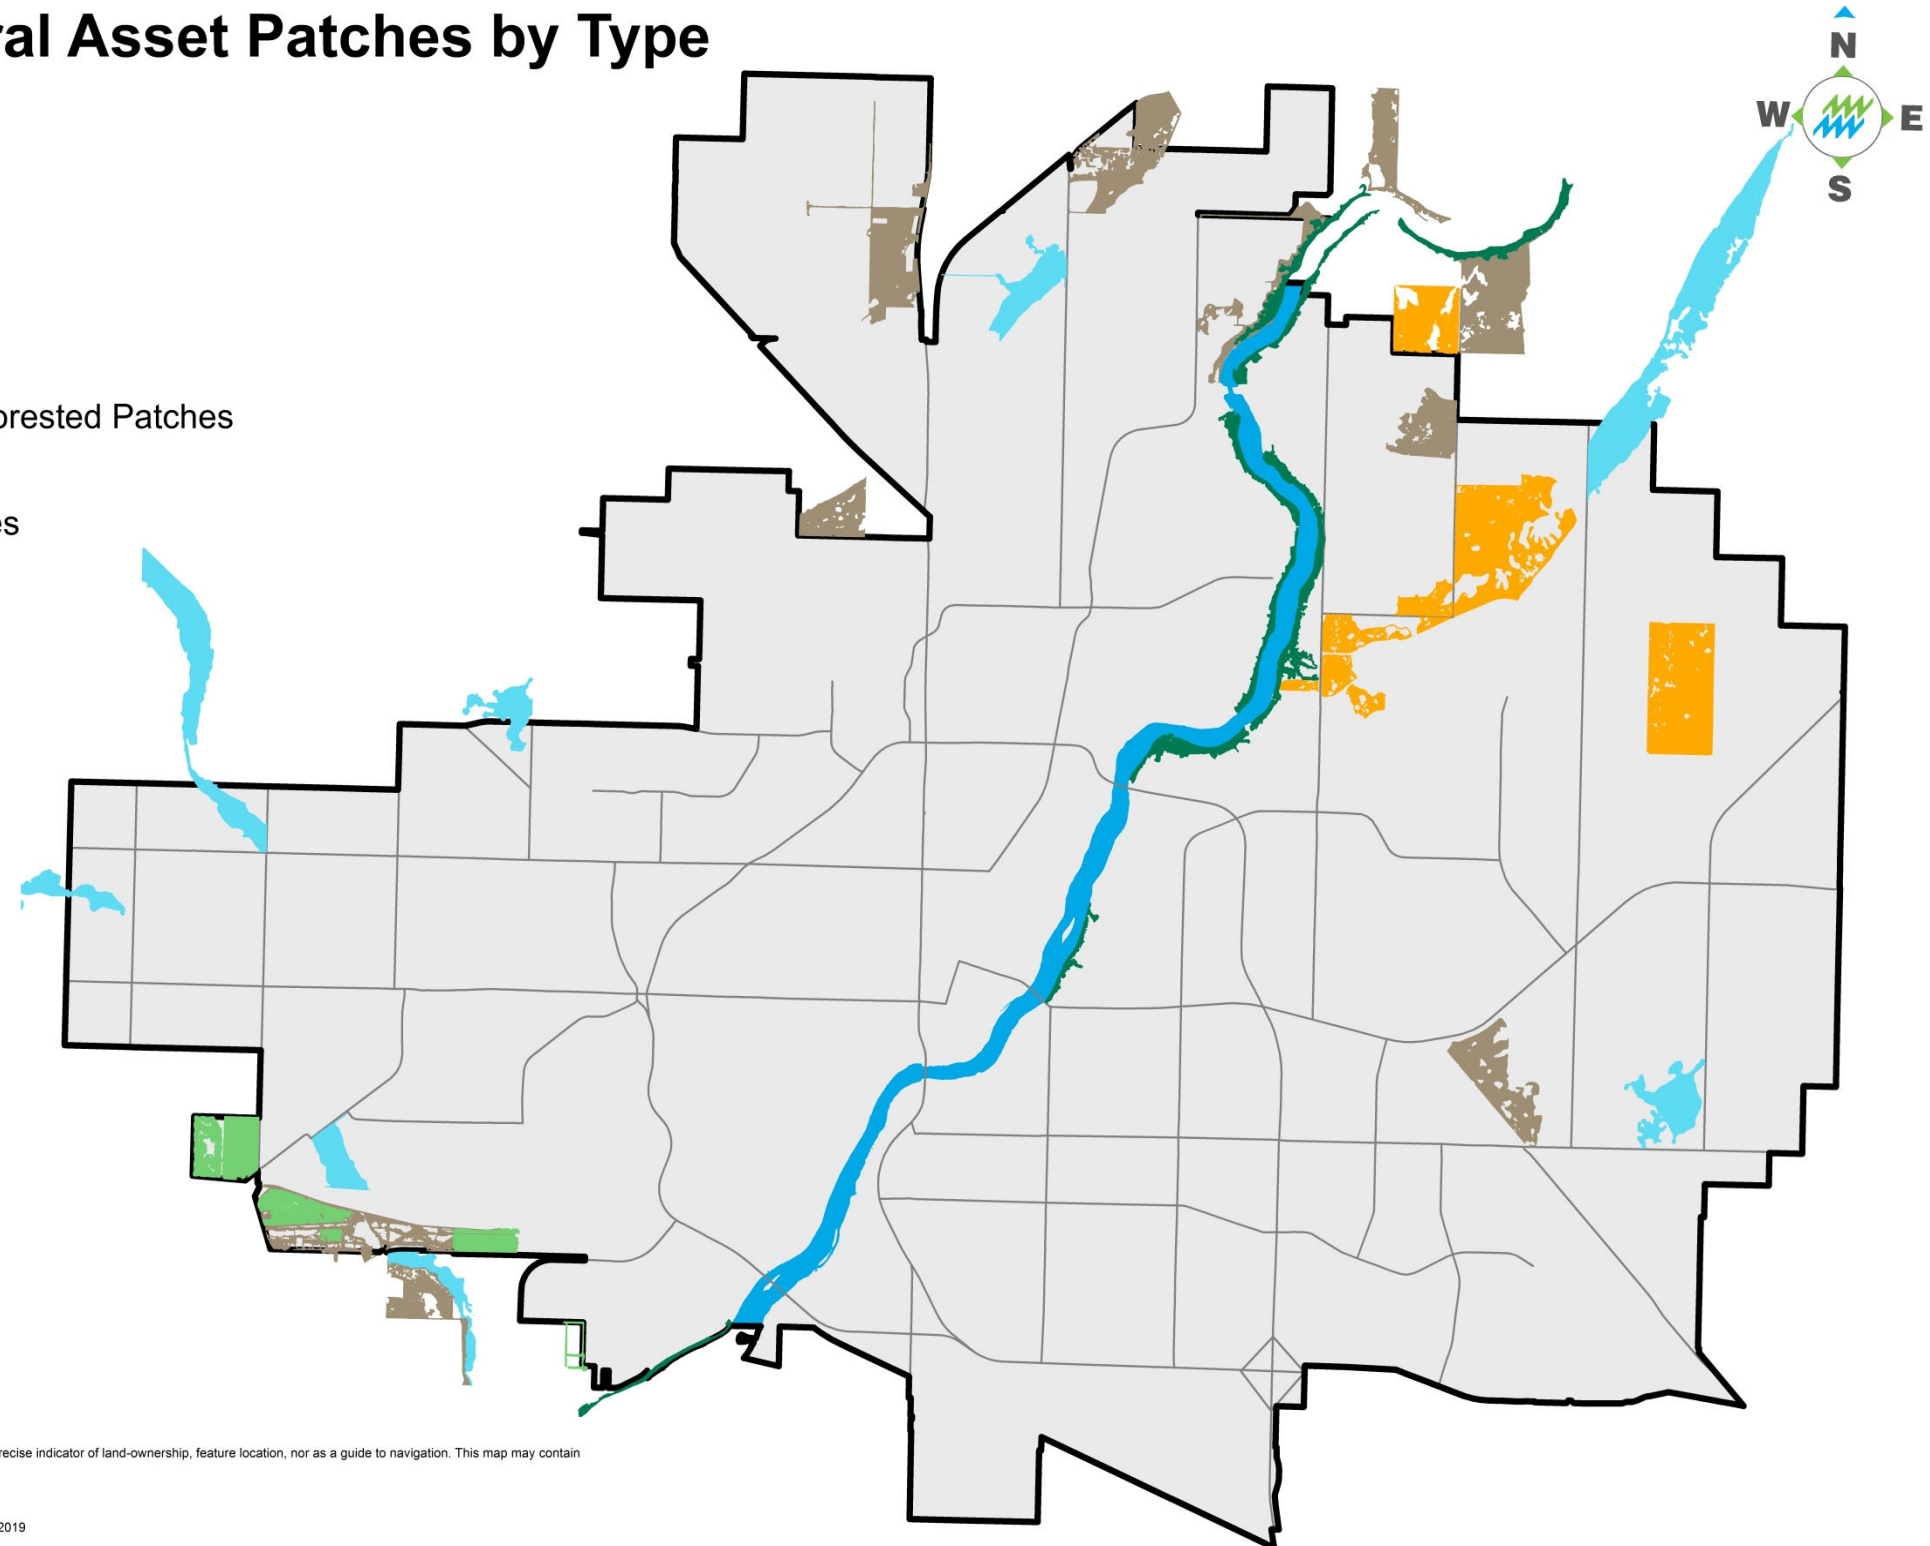 ral Asset Patches by Type
N
W
E
S
orested Patches
es
recise indicator of land-ownership, feature location, nor as a guide to navigation. This map may contain
2019